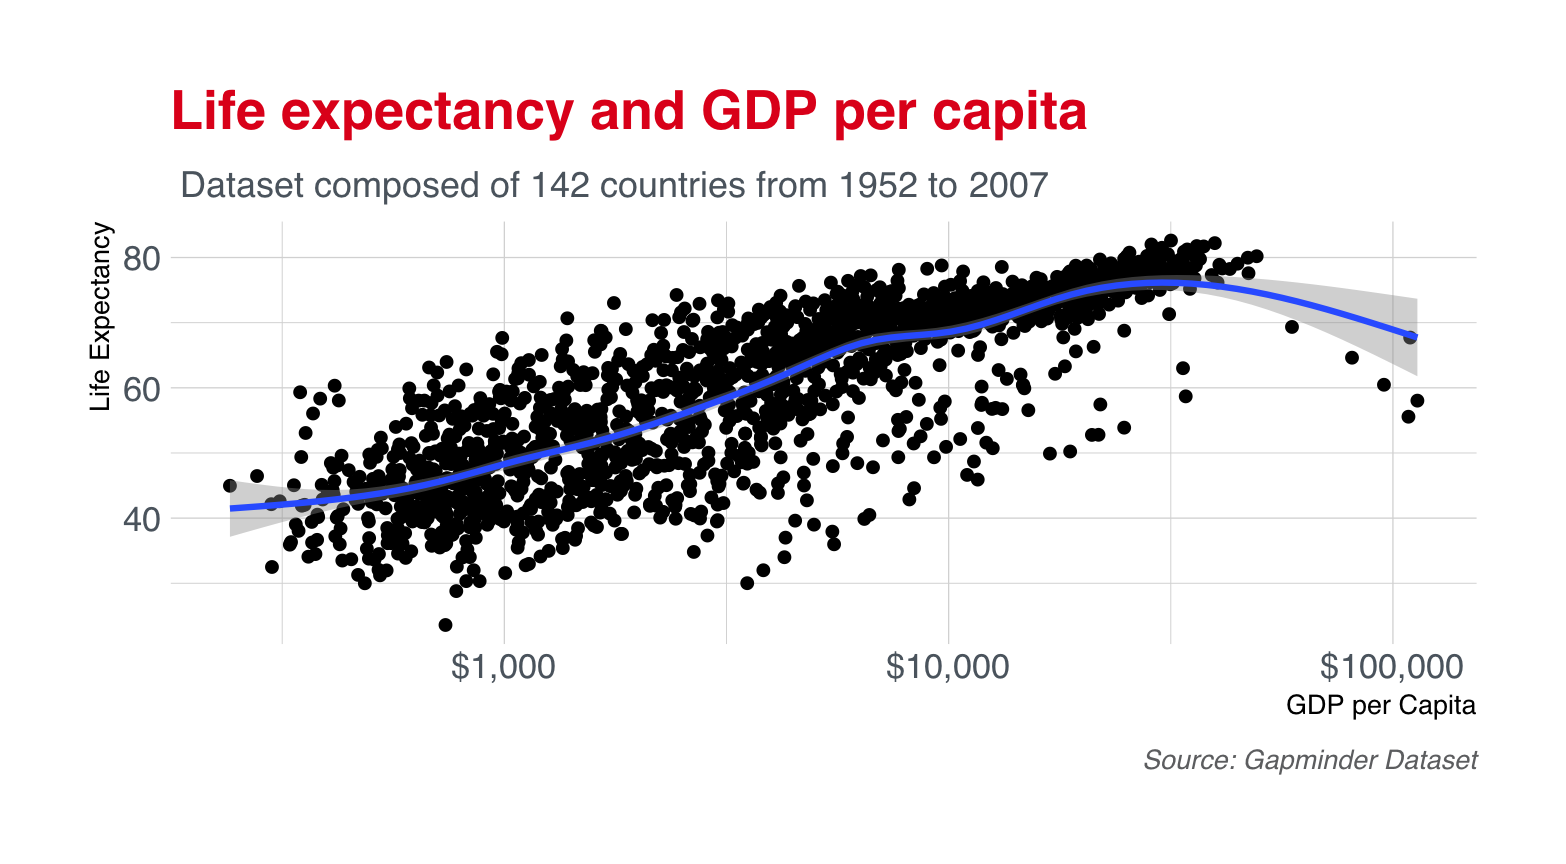 Life expectancy and GDP per capita
Dataset composed of 142 countries from 1952 to 2007
Life Expectancy
80
60
40
$1,000
$10,000
$100,000
GDP per Capita
Source: Gapminder Dataset